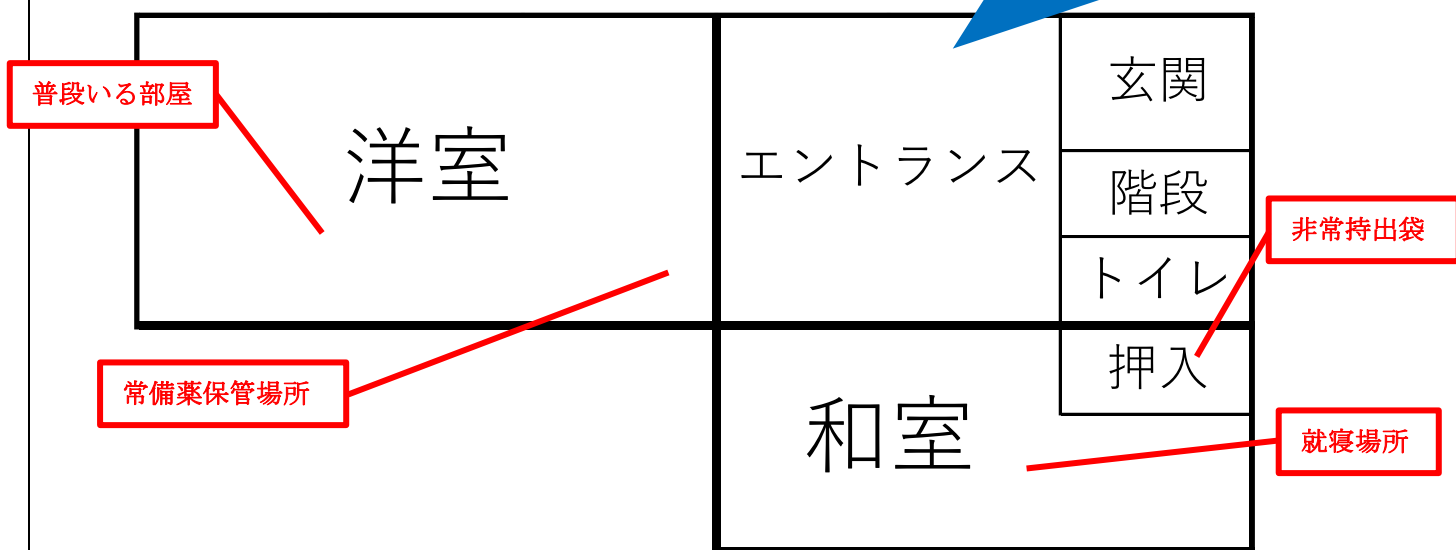 玄関
普段いる部屋
洋室
エントランス
階段
非常持出袋
トイレ
押入
常備薬保管場所
和室
就寝場所